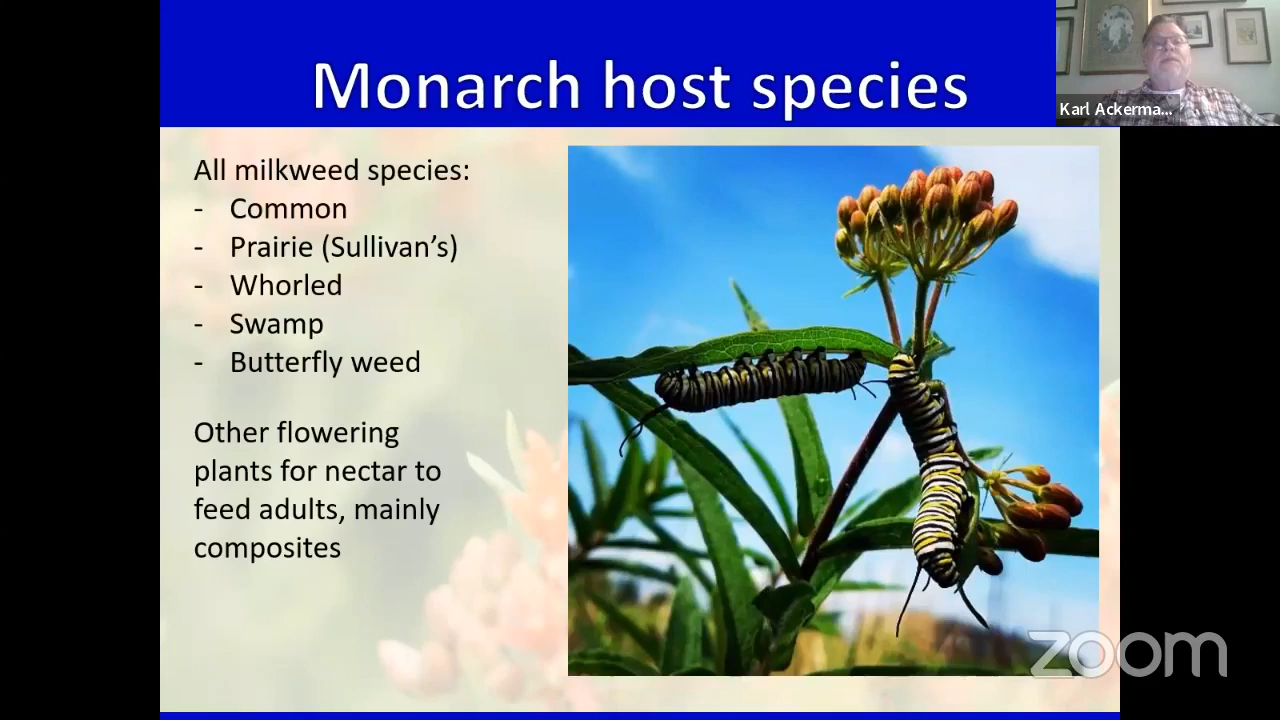 Monarch host species
Karl Ackerma...
All milkweed species:
- Common
- Prairie (Sullivan’s)
- Whorled
- Swamp
- Butterfly weed
Other flowering
plants for nectar to
feed adults, mainly
composites
zoom